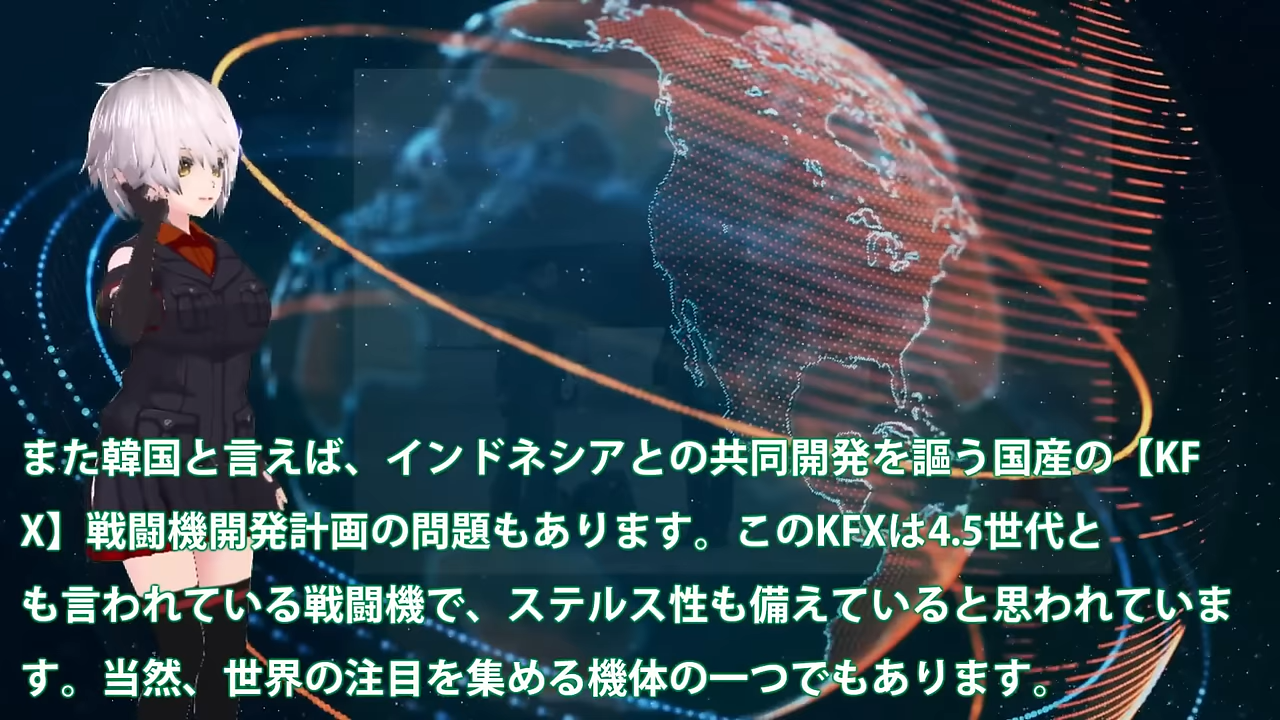 また韓国と言えば、インドネシアとの共同開発を謳う国産の【KF
X】戦闘機開発計画の問題もあります。このKFXは4.5世代と
も言われている戦闘機で、ステルス性も備えていると思われていま
す。当然、世界の注目を集める機体の一つでもあります。